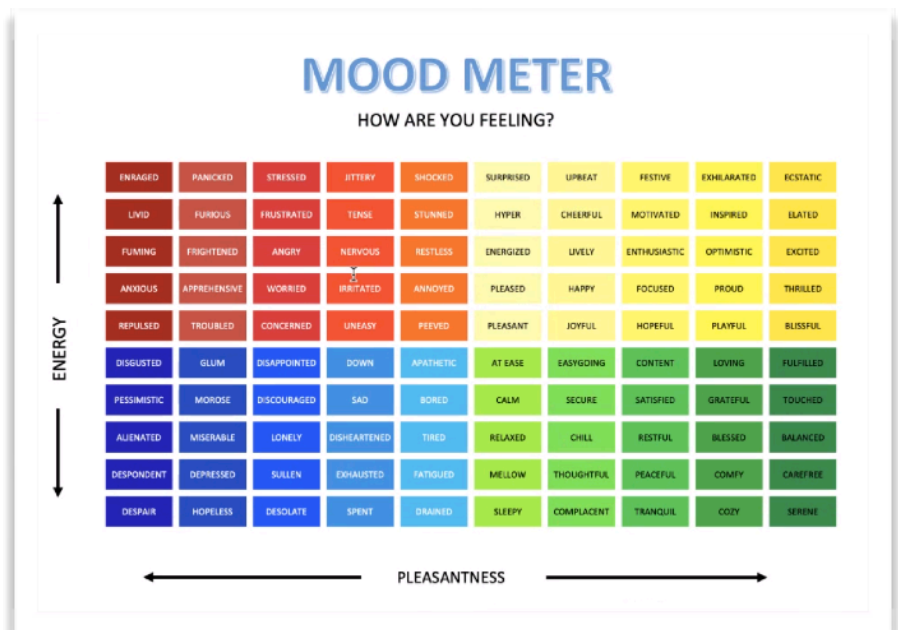 MOOD METER
HOW ARE YOU FEELING?
ENRAGED PANICKED STRESSED JITTERY SHOCKED SURPRISED UPBEAT FESTIVE EXHILARATED ECSTATIC
LIVID FURIOUS FRUSTRATED TENSE STUNNED HYPER CHEERFUL MOTIVATED INSPIRED ELATED
FUMING FRIGHTENED ANGRY NERVOUS RESTLESS ENERGIZED LIVELY ENTHUSIASTIC OPTIMISTIC EXCITED
ANXIOUS APPREHENSIVE WORRIED IRRITATED ANNOYED PLEASED HAPPY FOCUSED PROUD THRILLED
REPULSED TROUBLED CONCERNED UNEASY PEEVED PLEASANT JOYFUL HOPEFUL PLAYFUL BLISSFUL
ENERGY
DISGUSTED GLUM DISAPPOINTED DOWN APATHETIC AT EASE EASYGOING CONTENT LOVING FULFILLED
PESSIMISTIC MOROSE DISCOURAGED SAD BORED CALM SECURE SATISFIED GRATEFUL TOUCHED
ALIENATED MISERABLE LONELY DISHEARTENED TIRED RELAXED CHILL RESTFUL BLESSED BALANCED
DESPONDENT DEPRESSED SULLEN EXHAUSTED FATIGUED MELLOW THOUGHTFUL PEACEFUL COMFY CAREFREE
DESPAIR HOPELESS DESOLATE SPENT DRAINED SLEEPY COMPLACENT TRANQUIL COZY SERENE
PLEASANTNESS